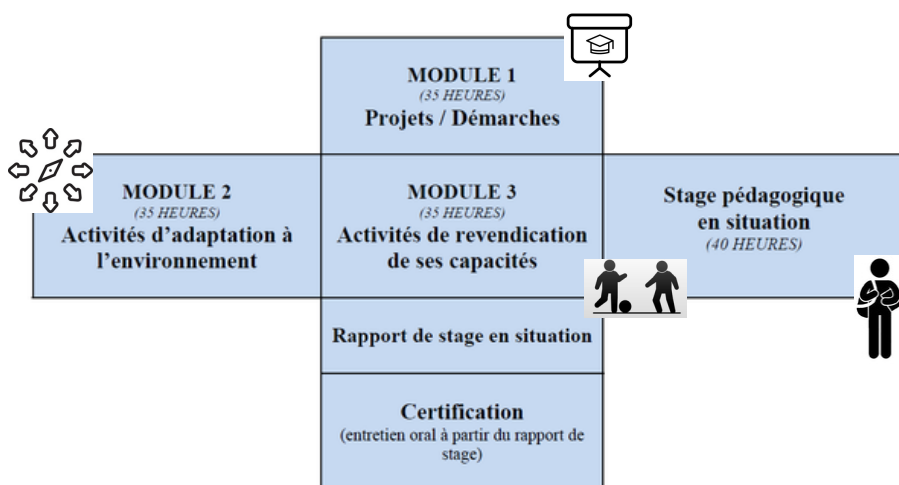 MODULE 1
(35 HEURES)
Projets / Démarches
MODULE 2
(35 HEURES)
Activités d’adaptation à
l’environnement
MODULE 3
(35 HEURES)
Activités de revendication
de ses capacités
Stage pédagogique
en situation
(40 HEURES)
Rapport de stage en situation
Certification
(entretien oral à partir du rapport de
stage)